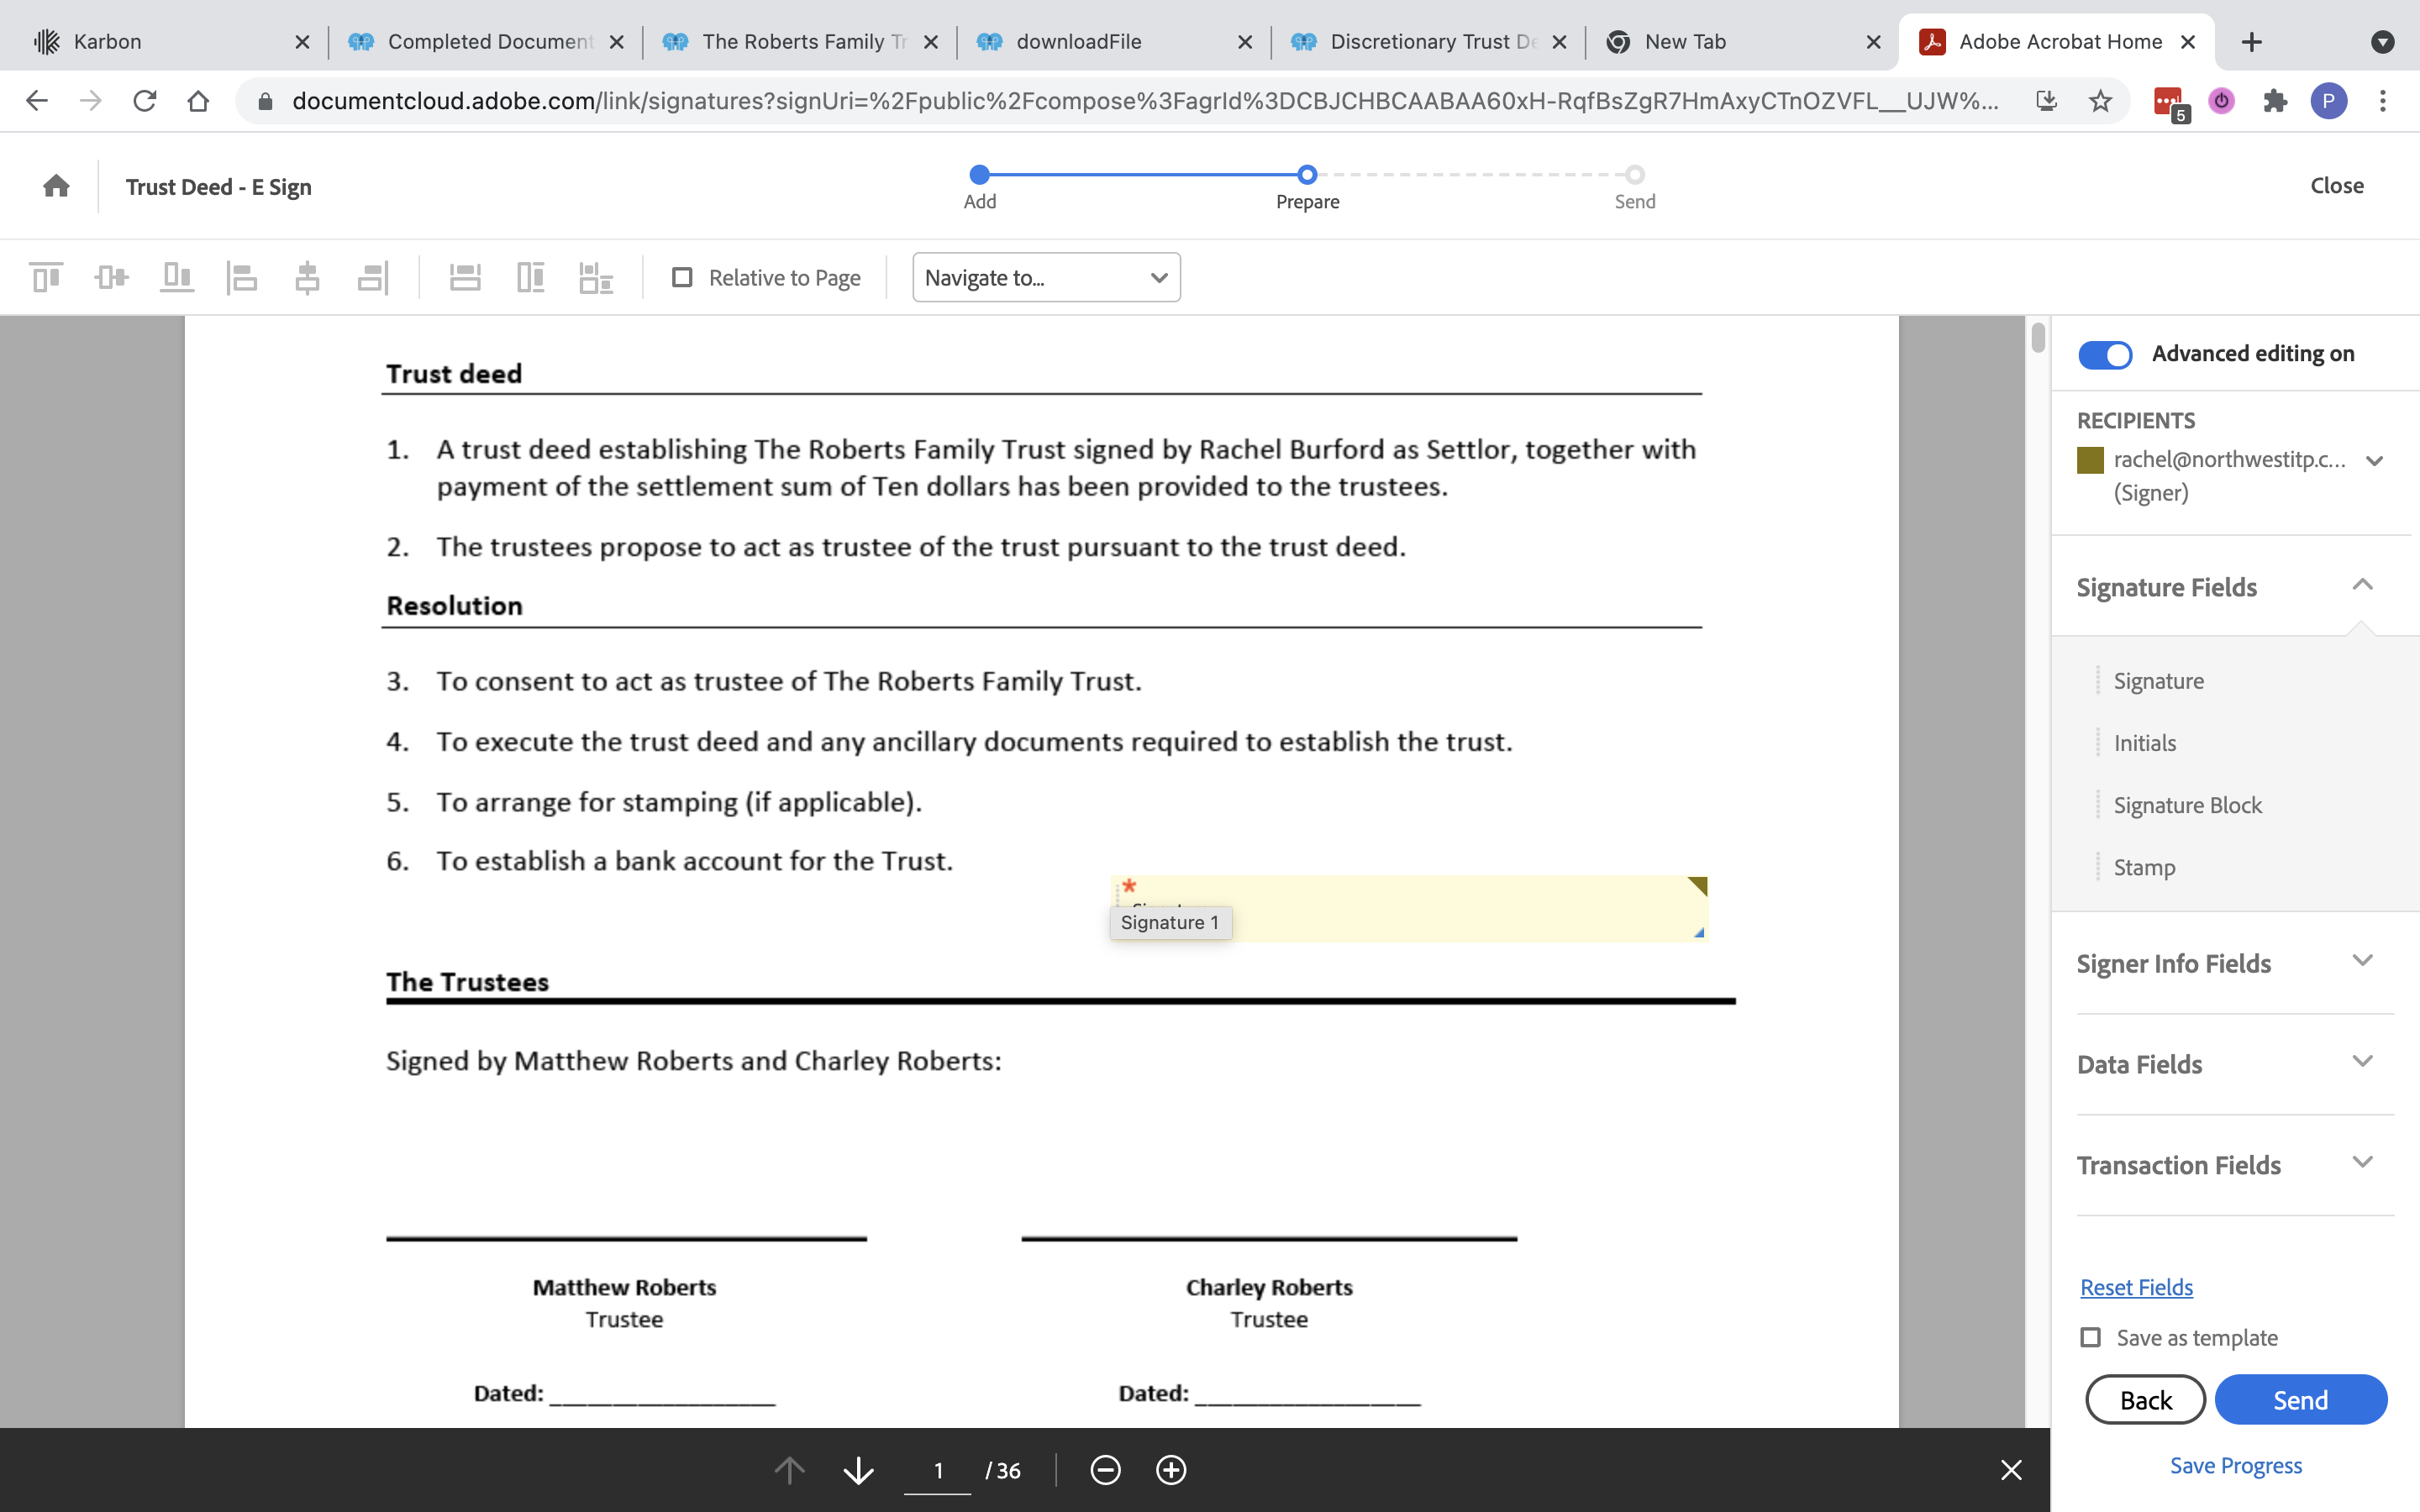 Karbon
Completed Document
The Roberts Family Tr
downloadFile
Discretionary Trust De
New Tab
Adobe Acrobat Home
documentcloud.adobe.com/link/signatures?signUri=%2Fpublic%2Fcompose%3FagrId%3DCBJCHBCAABAA60xH-RqfBsZgR7HmAxyCTnOZVFL__UJW%...
5
P
Trust Deed - E Sign
Add
Prepare
Send
Close
Relative to Page
Navigate to...
Trust deed
1. A trust deed establishing The Roberts Family Trust signed by Rachel Burford as Settlor, together with
payment of the settlement sum of Ten dollars has been provided to the trustees.
2. The trustees propose to act as trustee of the trust pursuant to the trust deed.
Resolution
3. To consent to act as trustee of The Roberts Family Trust.
4. To execute the trust deed and any ancillary documents required to establish the trust.
5. To arrange for stamping (if applicable).
6. To establish a bank account for the Trust.
*
Signature 1
The Trustees
Signed by Matthew Roberts and Charley Roberts:
Matthew Roberts
Trustee
Charley Roberts
Trustee
Dated: ___________________
Dated: ___________________
1 / 36
Advanced editing on
RECIPIENTS
rachel@northwestitp.c...
(Signer)
Signature Fields
Signature
Initials
Signature Block
Stamp
Signer Info Fields
Data Fields
Transaction Fields
Reset Fields
Save as template
Back
Send
Save Progress